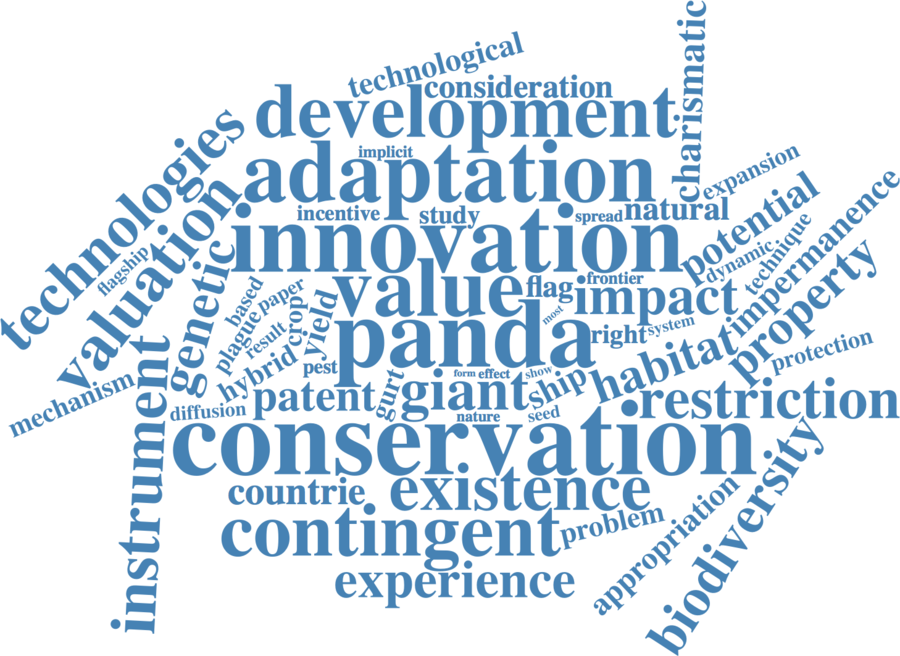 charismatic
technological
consideration
development
technologies
implicit
adaptation
expansion
incentive
study
spread
natural
potential
impermanence
valuation
innovation
flagship
genetic
dynamic
technique
property
based
paper
value
flag
frontier
impact
plague
result
crop
yield
most
panda
right
system
habitat
protection
hybrid
pest
form
effect
show
mechanism
instrument
diffusion
patent
gurt
giant
nature
ship
seed
restriction
conservation
biodiversity
countrie
existence
contingent
problem
appropriation
experience